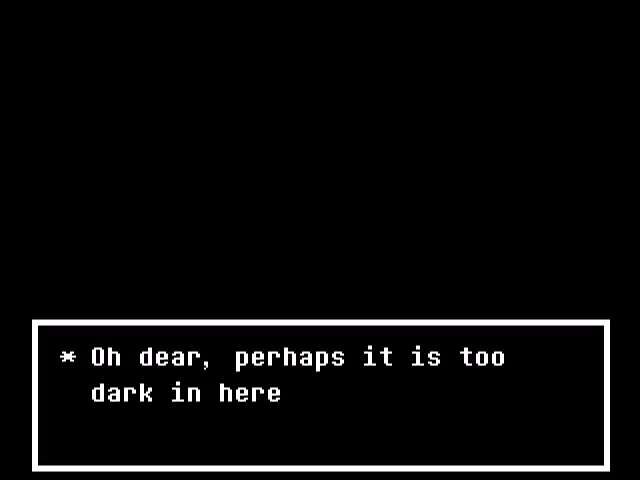 * Oh dear, perhaps it is too
dark in here